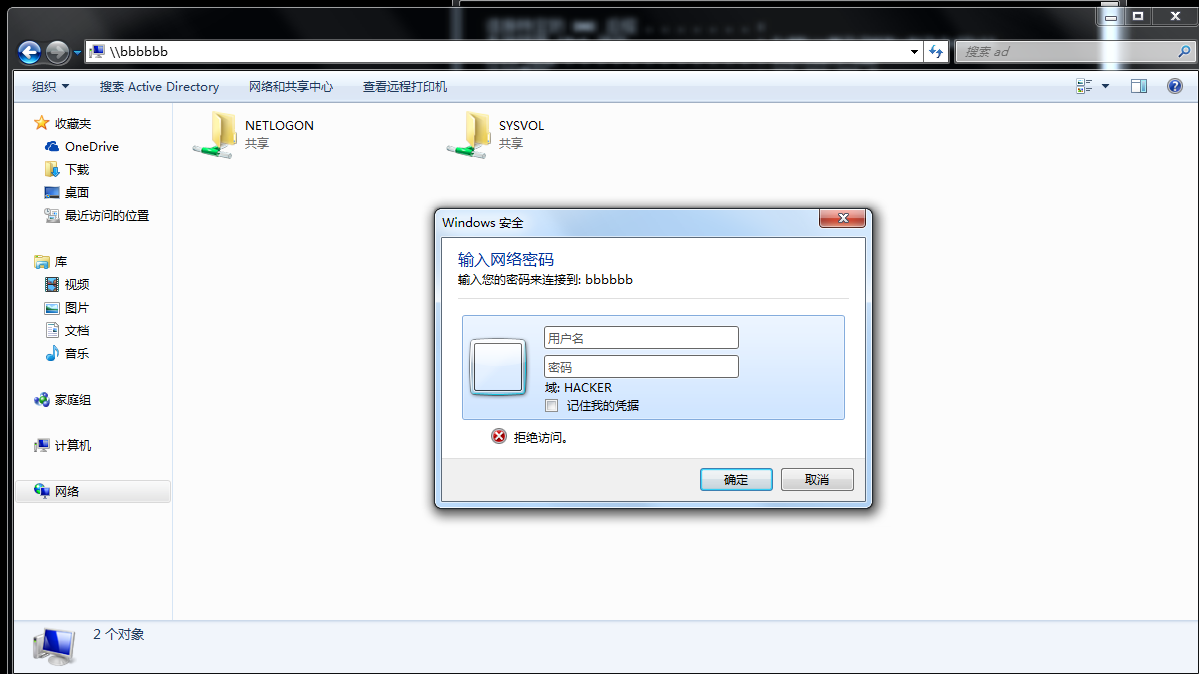 \\bbbbbb
搜索 ad
组织
搜索 Active Directory
网络和共享中心
查看远程打印机
收藏夹
OneDrive
下载
桌面
最近访问的位置
库
视频
图片
文档
音乐
家庭组
计算机
网络
NETLOGON
共享
SYSVOL
共享
Windows 安全
输入网络密码
输入您的密码来连接到: bbbbbb
用户名
密码
域: HACKER
记住我的凭据
拒绝访问。
确定
取消
2 个对象